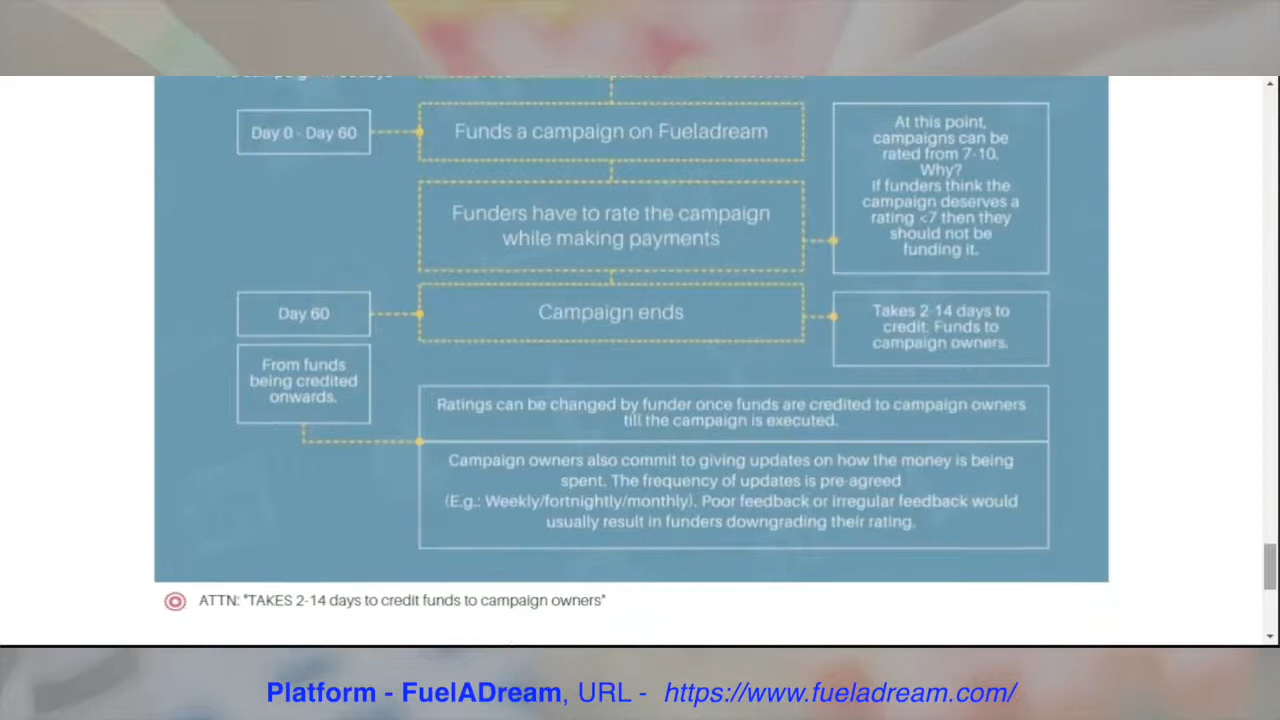 Day 0 - Day 60
Funds a campaign on Fueladream
At this point,
campaigns can be
rated from 7-10.
Why?
If funders think the
campaign deserves a
rating <7 then they
should not be
funding it.
Funders have to rate the campaign
while making payments
Day 60
Campaign ends
Takes 2-14 days to
credit. Funds to
campaign owners.
From funds
being credited
onwards.
Ratings can be changed by funder once funds are credited to campaign owners
till the campaign is executed.
Campaign owners also commit to giving updates on how the money is being
spent. The frequency of updates is pre-agreed
(E.g.: Weekly/fortnightly/monthly). Poor feedback or irregular feedback would
usually result in funders downgrading their rating.
ATTN: "TAKES 2-14 days to credit funds to campaign owners"
Platform - FuelADream, URL - https://www.fueladream.com/